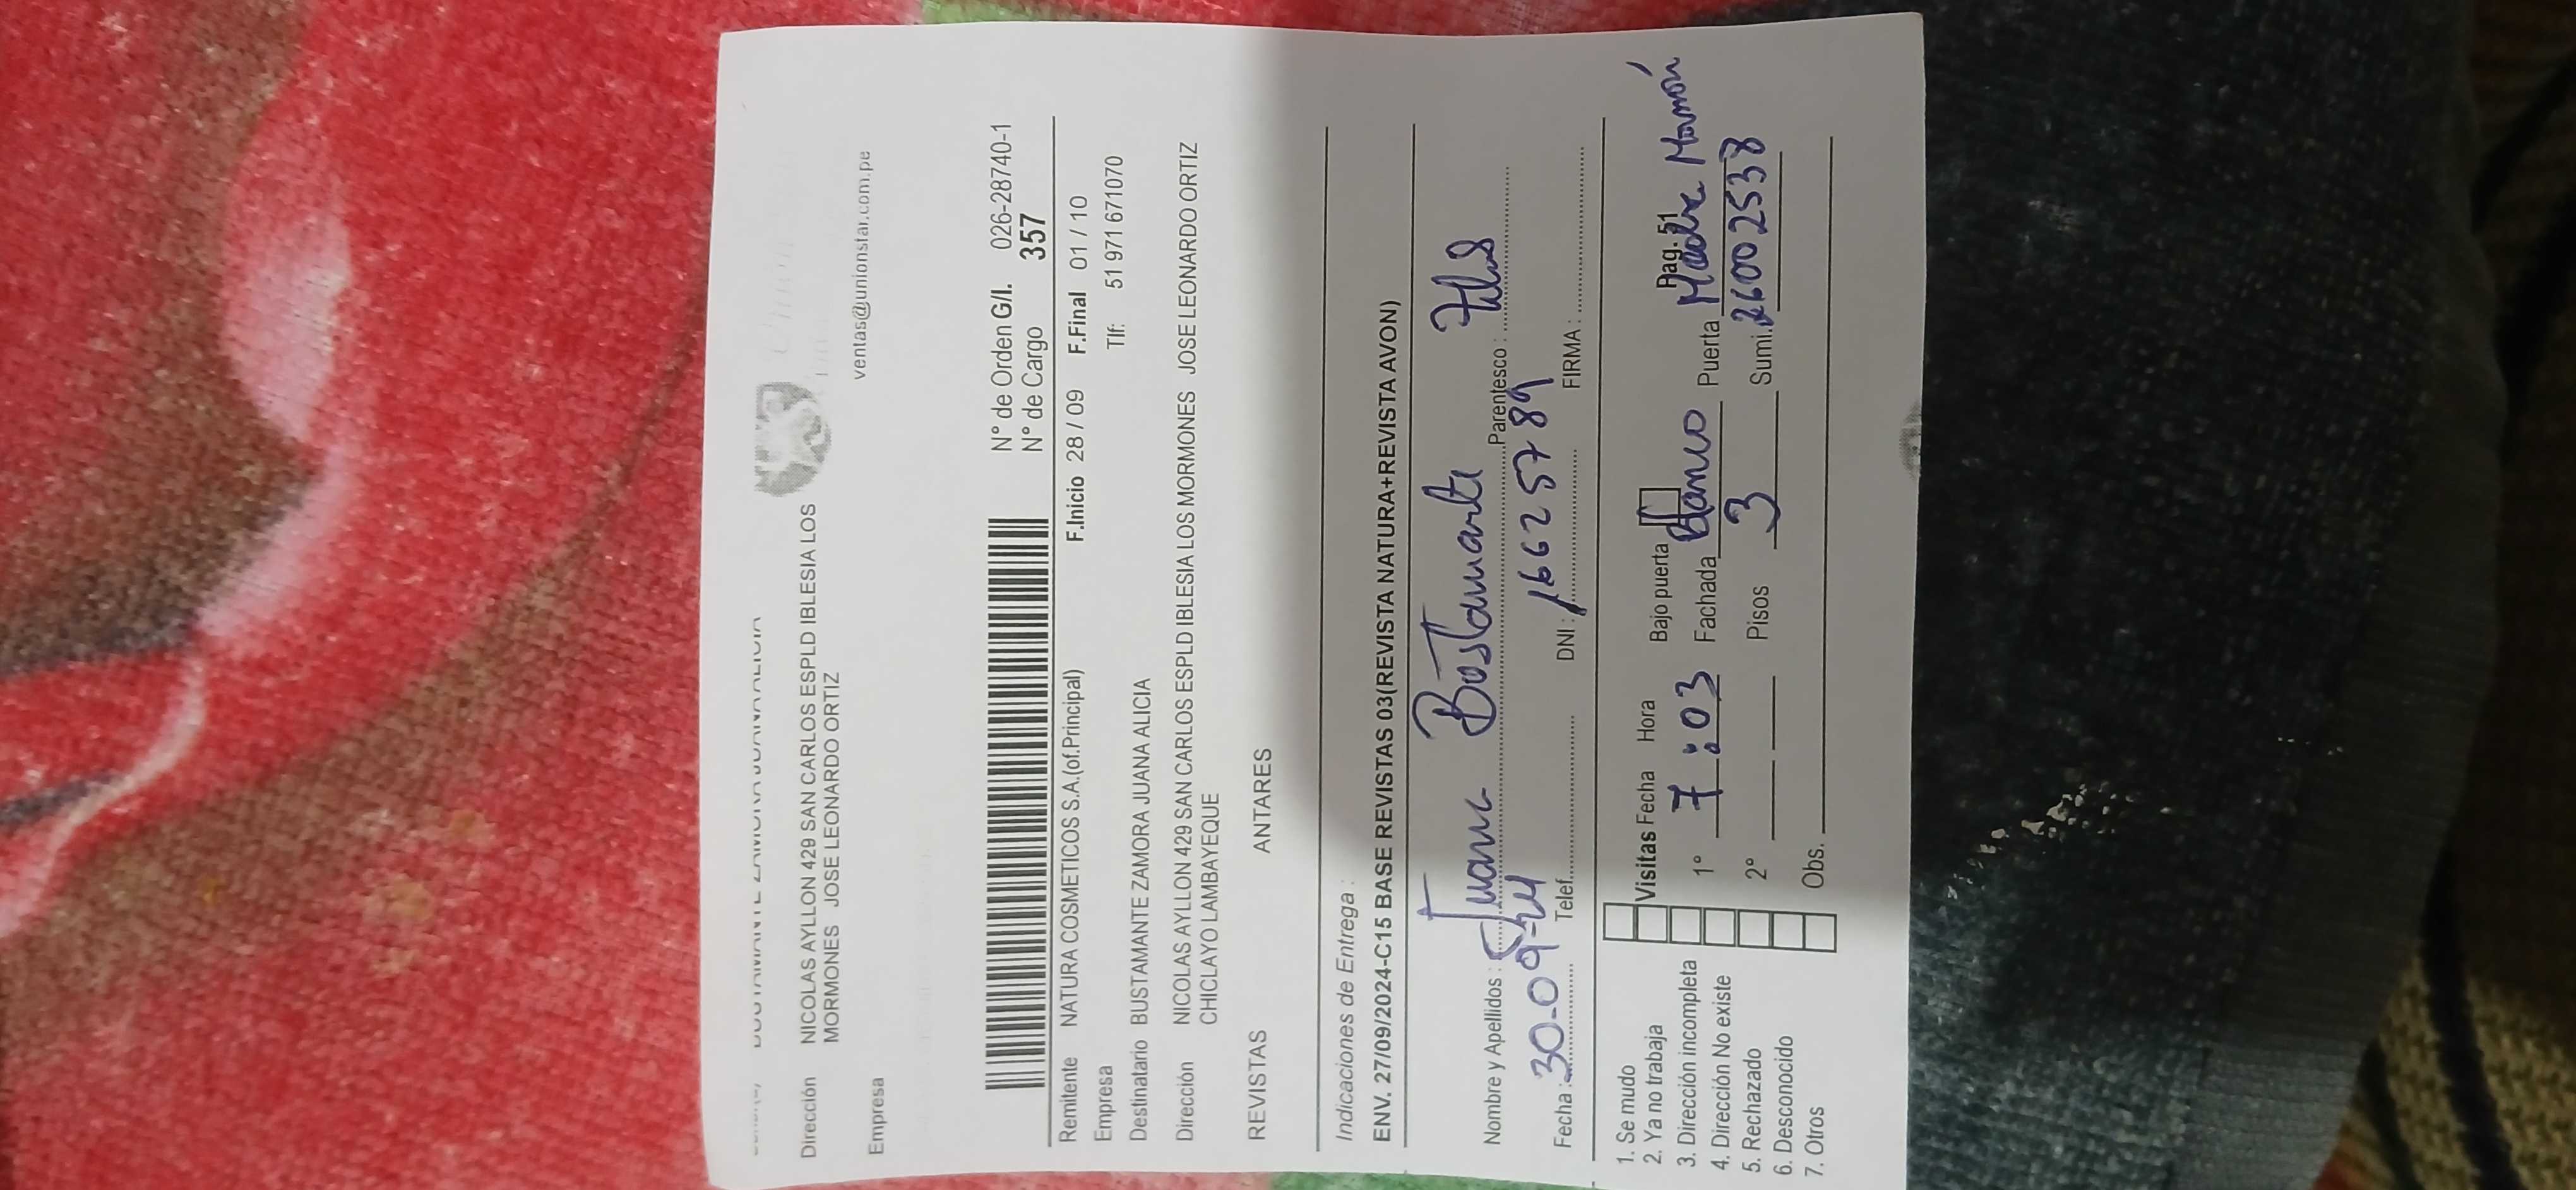 Dirección NICOLAS AYLLON 429 SAN CARLOS ESPLD IBLESIA LOS
MORMONES JOSE LEONARDO ORTIZ
Empresa
ventas@unionstar.com.pe
N° de Orden G/I. 026-28740-1
N° de Cargo 357
Remitente NATURA COSMETICOS S.A.(of.Principal) F.Inicio 28 / 09 F.Final 01 / 10
Empresa Tlf: 51 971 671070
Destinatario BUSTAMANTE ZAMORA JUANA ALICIA
Dirección NICOLAS AYLLON 429 SAN CARLOS ESPLD IBLESIA LOS MORMONES JOSE LEONARDO ORTIZ
CHICLAYO LAMBAYEQUE
REVISTAS ANTARES
Indicaciones de Entrega :
ENV. 27/09/2024-C15 BASE REVISTAS 03(REVISTA NATURA+REVISTA AVON)
Nombre y Apellidos : Juana Bustamante Parentesco :
Fecha : 30-09-24 Telef. DNI : 16625789 FIRMA :
1. Se mudo
2. Ya no trabaja Visitas Fecha Hora Bajo puerta Pag. 51
3. Dirección incompleta 1° 7:03 Fachada Blanco Puerta Madre Marrón
4. Dirección No existe
5. Rechazado 2° Pisos 3 Sumi. 2600 25338
6. Desconocido
7. Otros Obs.